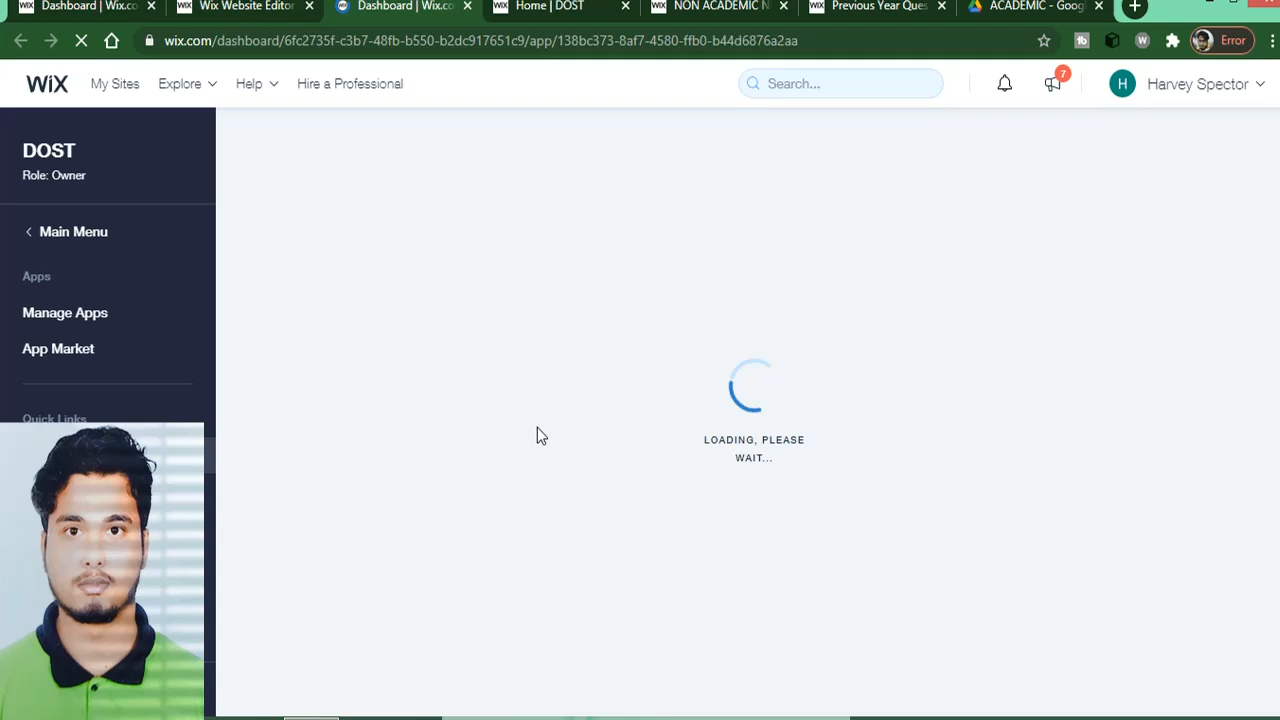 Dashboard | Wix.co
Wix Website Editor
Dashboard | Wix.co
Home | DOST
NON ACADEMIC N
Previous Year Ques
ACADEMIC - Googl
wix.com/dashboard/6fc2735f-c3b7-48fb-b550-b2dc917651c9/app/138bc373-8af7-4580-ffb0-b44d6876a2aa
Error
WiX
My Sites
Explore
Help
Hire a Professional
Search...
7
H
Harvey Spector
DOST
Role: Owner
Main Menu
Apps
Manage Apps
App Market
Quick Links
LOADING, PLEASE
WAIT...